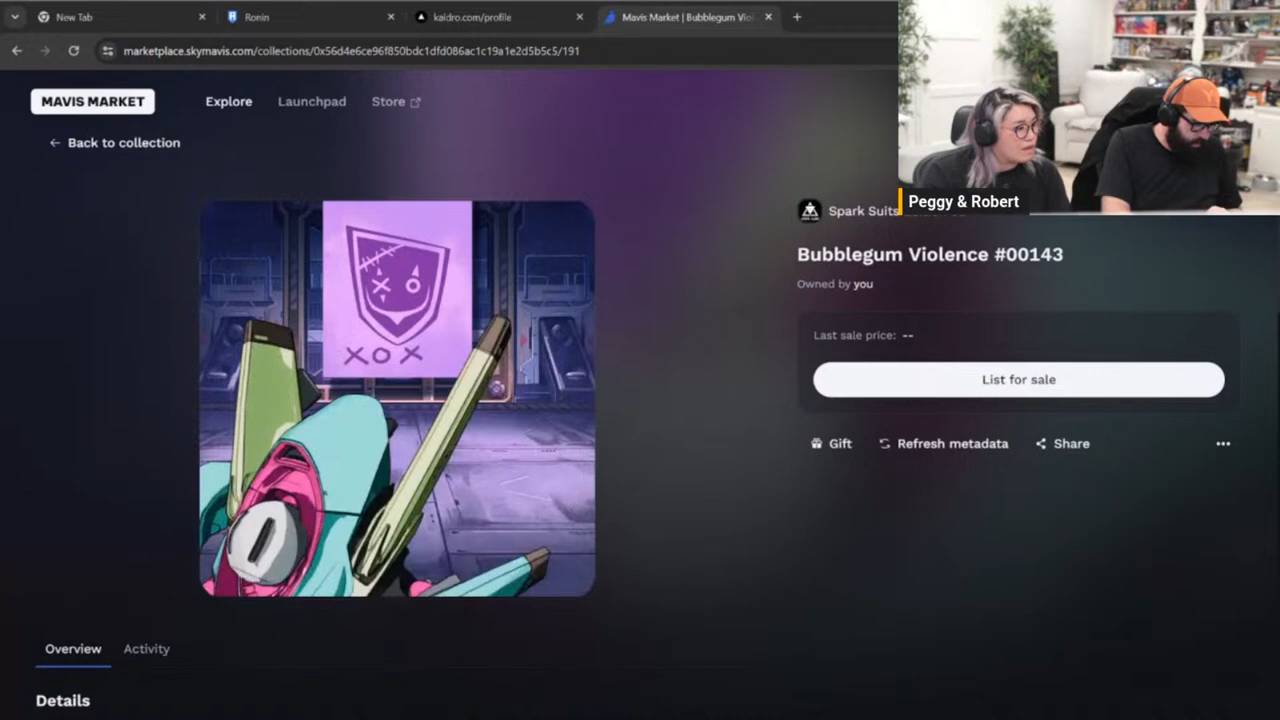 New Tab
Ronin
kaidro.com/profile
Mavis Market | Bubblegum Viol
marketplace.skymavis.com/collections/0x56d4e6ce96f850bdc1dfd086ac1c19a1e2d5b5c5/191
MAVIS MARKET
Explore
Launchpad
Store
Back to collection
Peggy & Robert
Spark Suits
Bubblegum Violence #00143
Owned by you
Last sale price: --
List for sale
Gift
Refresh metadata
Share
XOX
Overview
Activity
Details